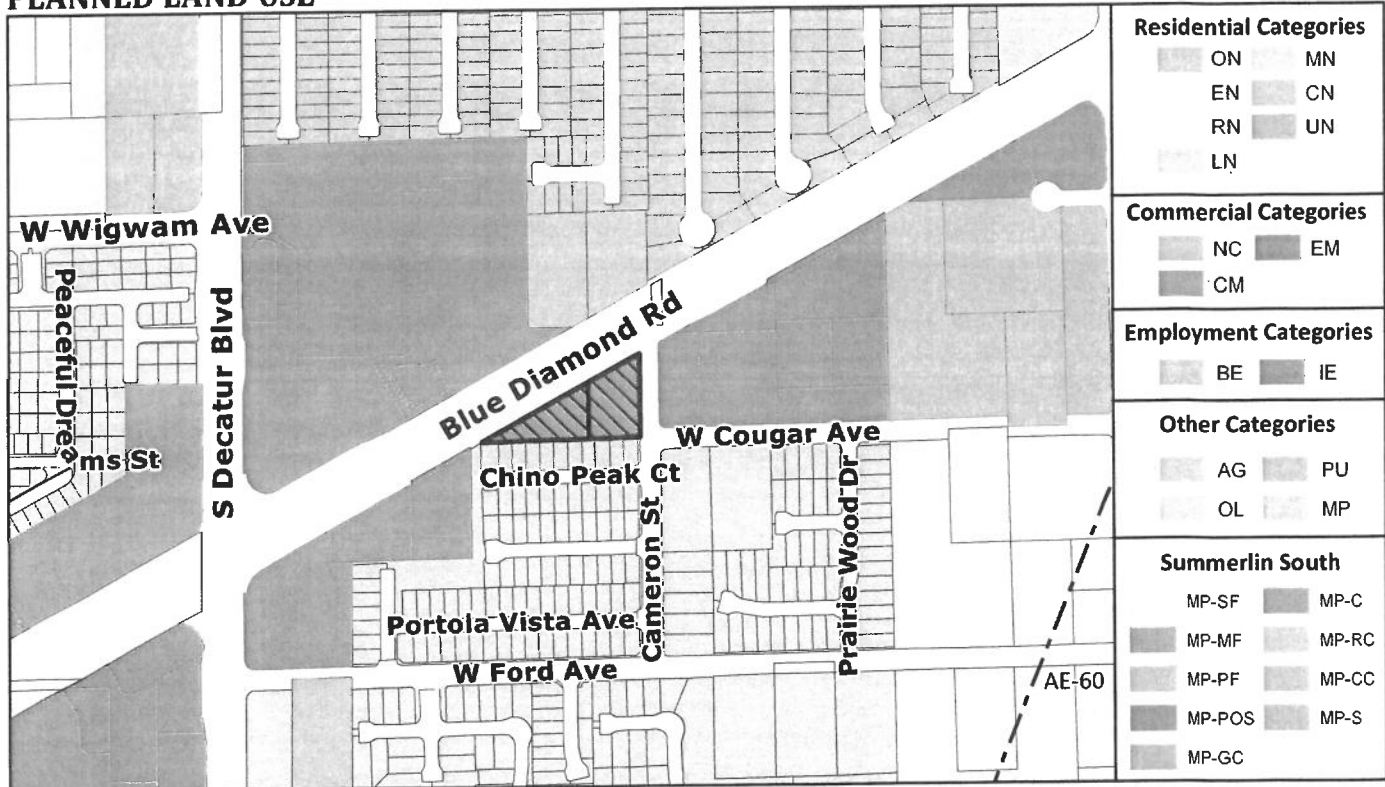 PLANNED LAND USE
W Wigwam Ave
Peaceful Dreams St
S Decatur Blvd
Blue Diamond Rd
W Cougar Ave
Chino Peak Ct
Cameron St
Prairie Wood Dr
Portola Vista Ave
W Ford Ave
AE-60
Residential Categories
ON MN
EN CN
RN UN
LN
Commercial Categories
NC EM
CM
Employment Categories
BE IE
Other Categories
AG PU
OL MP
Summerlin South
MP-SF MP-C
MP-MF MP-RC
MP-PF MP-CC
MP-POS MP-S
MP-GC